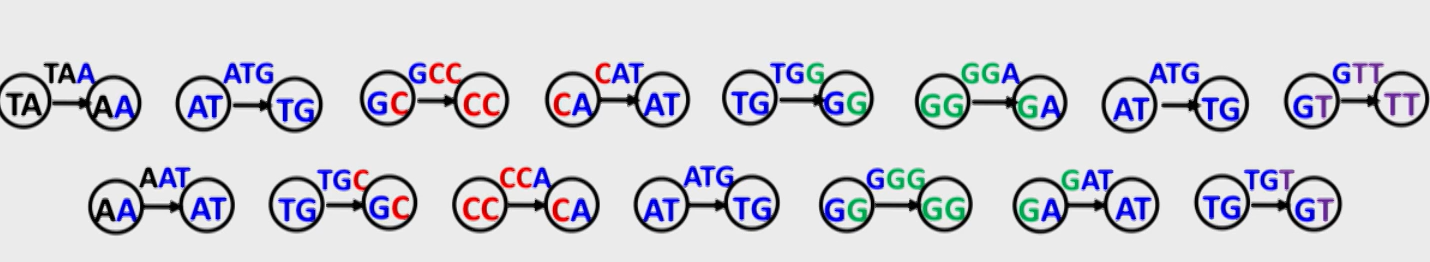 TAA ATG GCC CAT TGG GGA ATG GTT
TA AA AT TG GC CC CA AT TG GG GG GA AT TG GT TT
AAT TGC CCA ATG GGG GAT TGT
AA AT TG GC CC CA AT TG GG GG GA AT TG GT